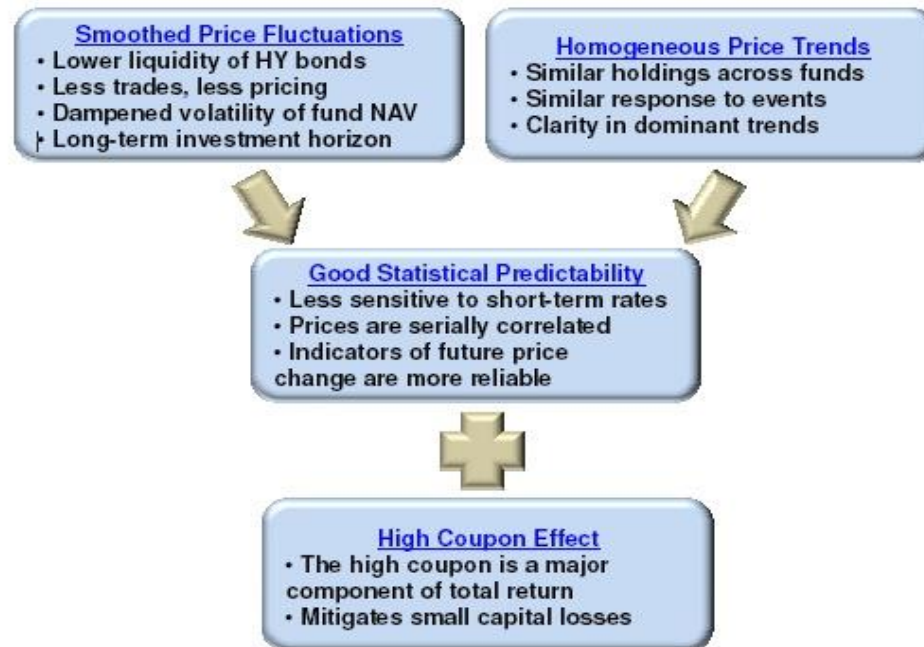 Smoothed Price Fluctuations
• Lower liquidity of HY bonds
• Less trades, less pricing
• Dampened volatility of fund NAV
• Long-term investment horizon
Homogeneous Price Trends
• Similar holdings across funds
• Similar response to events
• Clarity in dominant trends
Good Statistical Predictability
• Less sensitive to short-term rates
• Prices are serially correlated
• Indicators of future price
change are more reliable
High Coupon Effect
• The high coupon is a major
component of total return
• Mitigates small capital losses